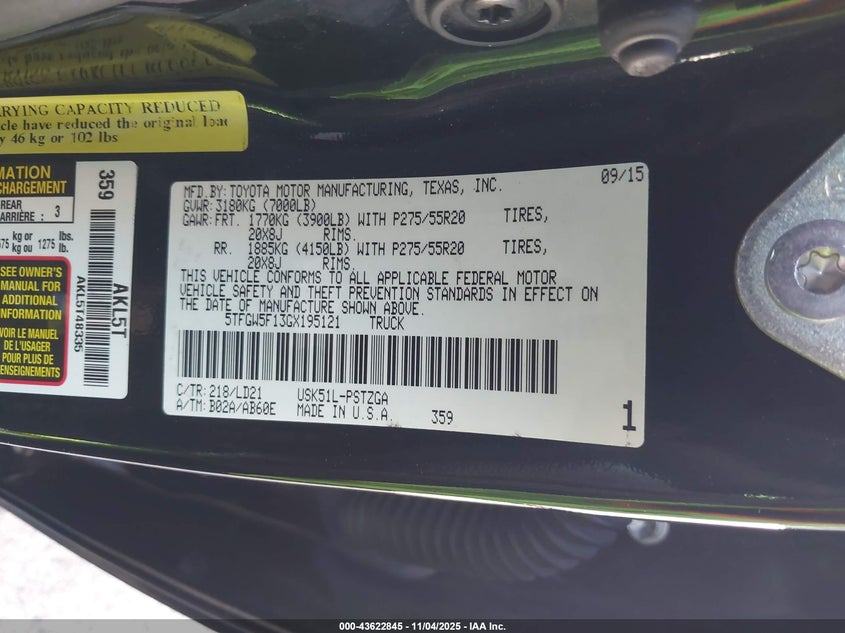 ARYING CAPACITY REDUCED
cle have reduced the original load
y 46 kg or 102 lbs
MATION
CHARGEMENT
REAR
ARRIÈRE : 3
575 kg or kg ou 1275 lbs. lb.
SEE OWNER'S
MANUAL FOR
ADDITIONAL
INFORMATION
VOIR LE MANUEL
DE L'USAGER
POUR PLUS DE
RENSEIGNEMENTS
359
AKL5T
AKL5T48335
MFD.BY: TOYOTA MOTOR MANUFACTURING, TEXAS, INC. 09/15
GVWR: 3180KG (7000LB)
GAWR: FRT. 1770KG (3900LB) WITH P275/55R20 TIRES,
20X8J RIMS.
RR. 1885KG (4150LB) WITH P275/55R20 TIRES,
20X8J RIMS.
THIS VEHICLE CONFORMS TO ALL APPLICABLE FEDERAL MOTOR
VEHICLE SAFETY AND THEFT PREVENTION STANDARDS IN EFFECT ON
THE DATE OF MANUFACTURE SHOWN ABOVE.
5TFGW5F13GX195121 TRUCK
C/TR: 218/LD21 USK51L-PSTZGA
A/TM: B02A/AB60E MADE IN U.S.A. 359 1
000-43622845 - 11/04/2025 - IAA Inc.